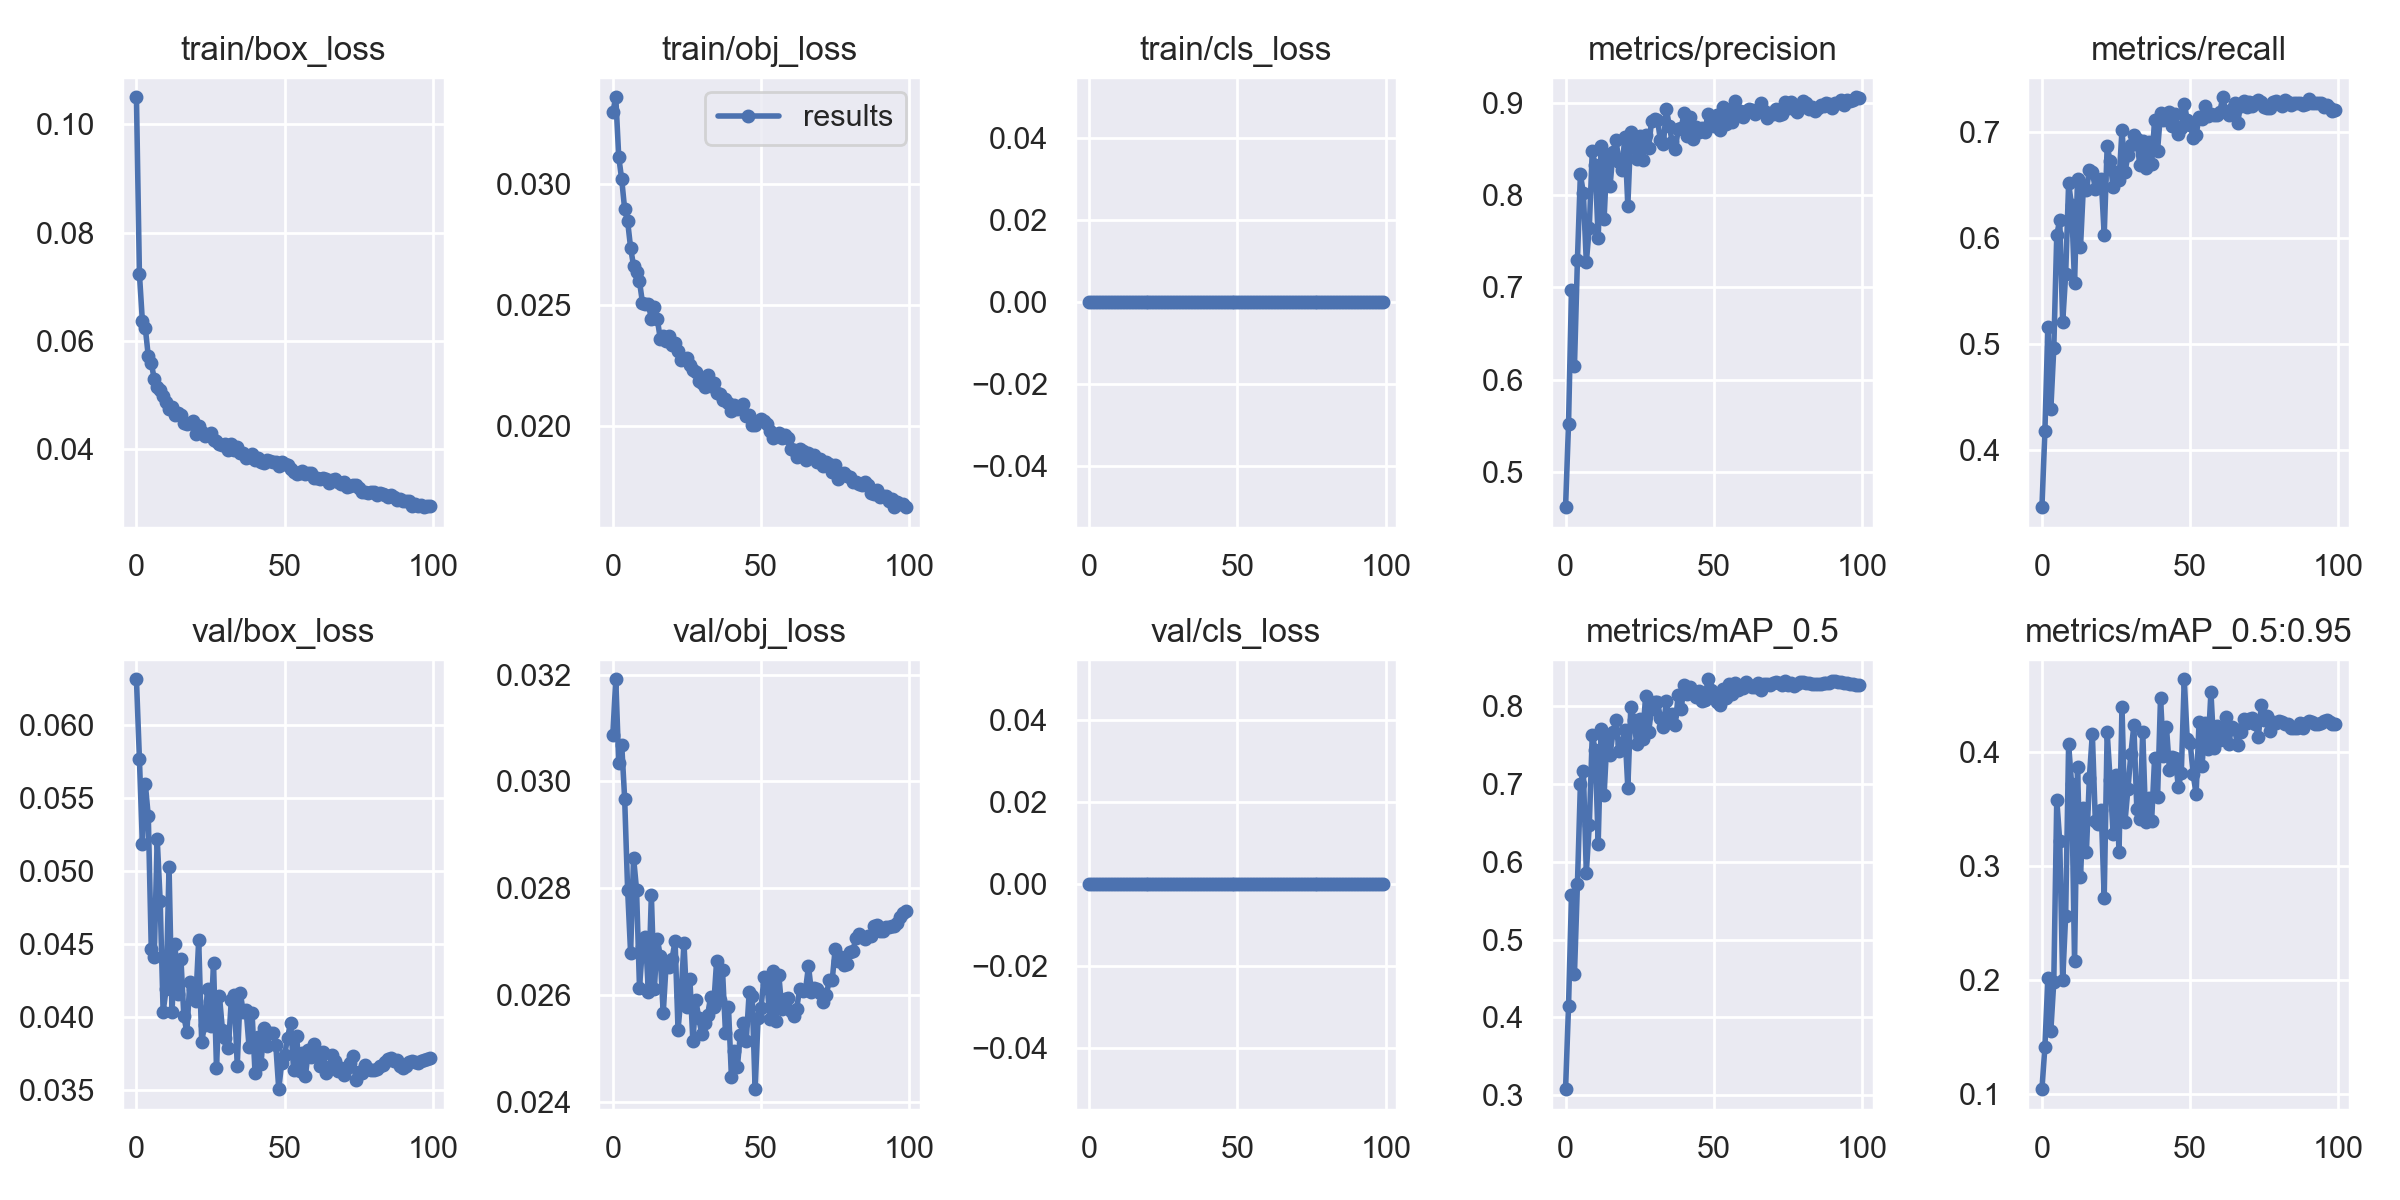 train/box_loss
0.10
0.08
0.06
0.04
0 50 100
train/obj_loss
results
0.030
0.025
0.020
0 50 100
train/cls_loss
0.04
0.02
0.00
−0.02
−0.04
0 50 100
metrics/precision
0.9
0.8
0.7
0.6
0.5
0 50 100
metrics/recall
0.7
0.6
0.5
0.4
0 50 100
val/box_loss
0.060
0.055
0.050
0.045
0.040
0.035
0 50 100
val/obj_loss
0.032
0.030
0.028
0.026
0.024
0 50 100
val/cls_loss
0.04
0.02
0.00
−0.02
−0.04
0 50 100
metrics/mAP_0.5
0.8
0.7
0.6
0.5
0.4
0.3
0 50 100
metrics/mAP_0.5:0.95
0.4
0.3
0.2
0.1
0 50 100